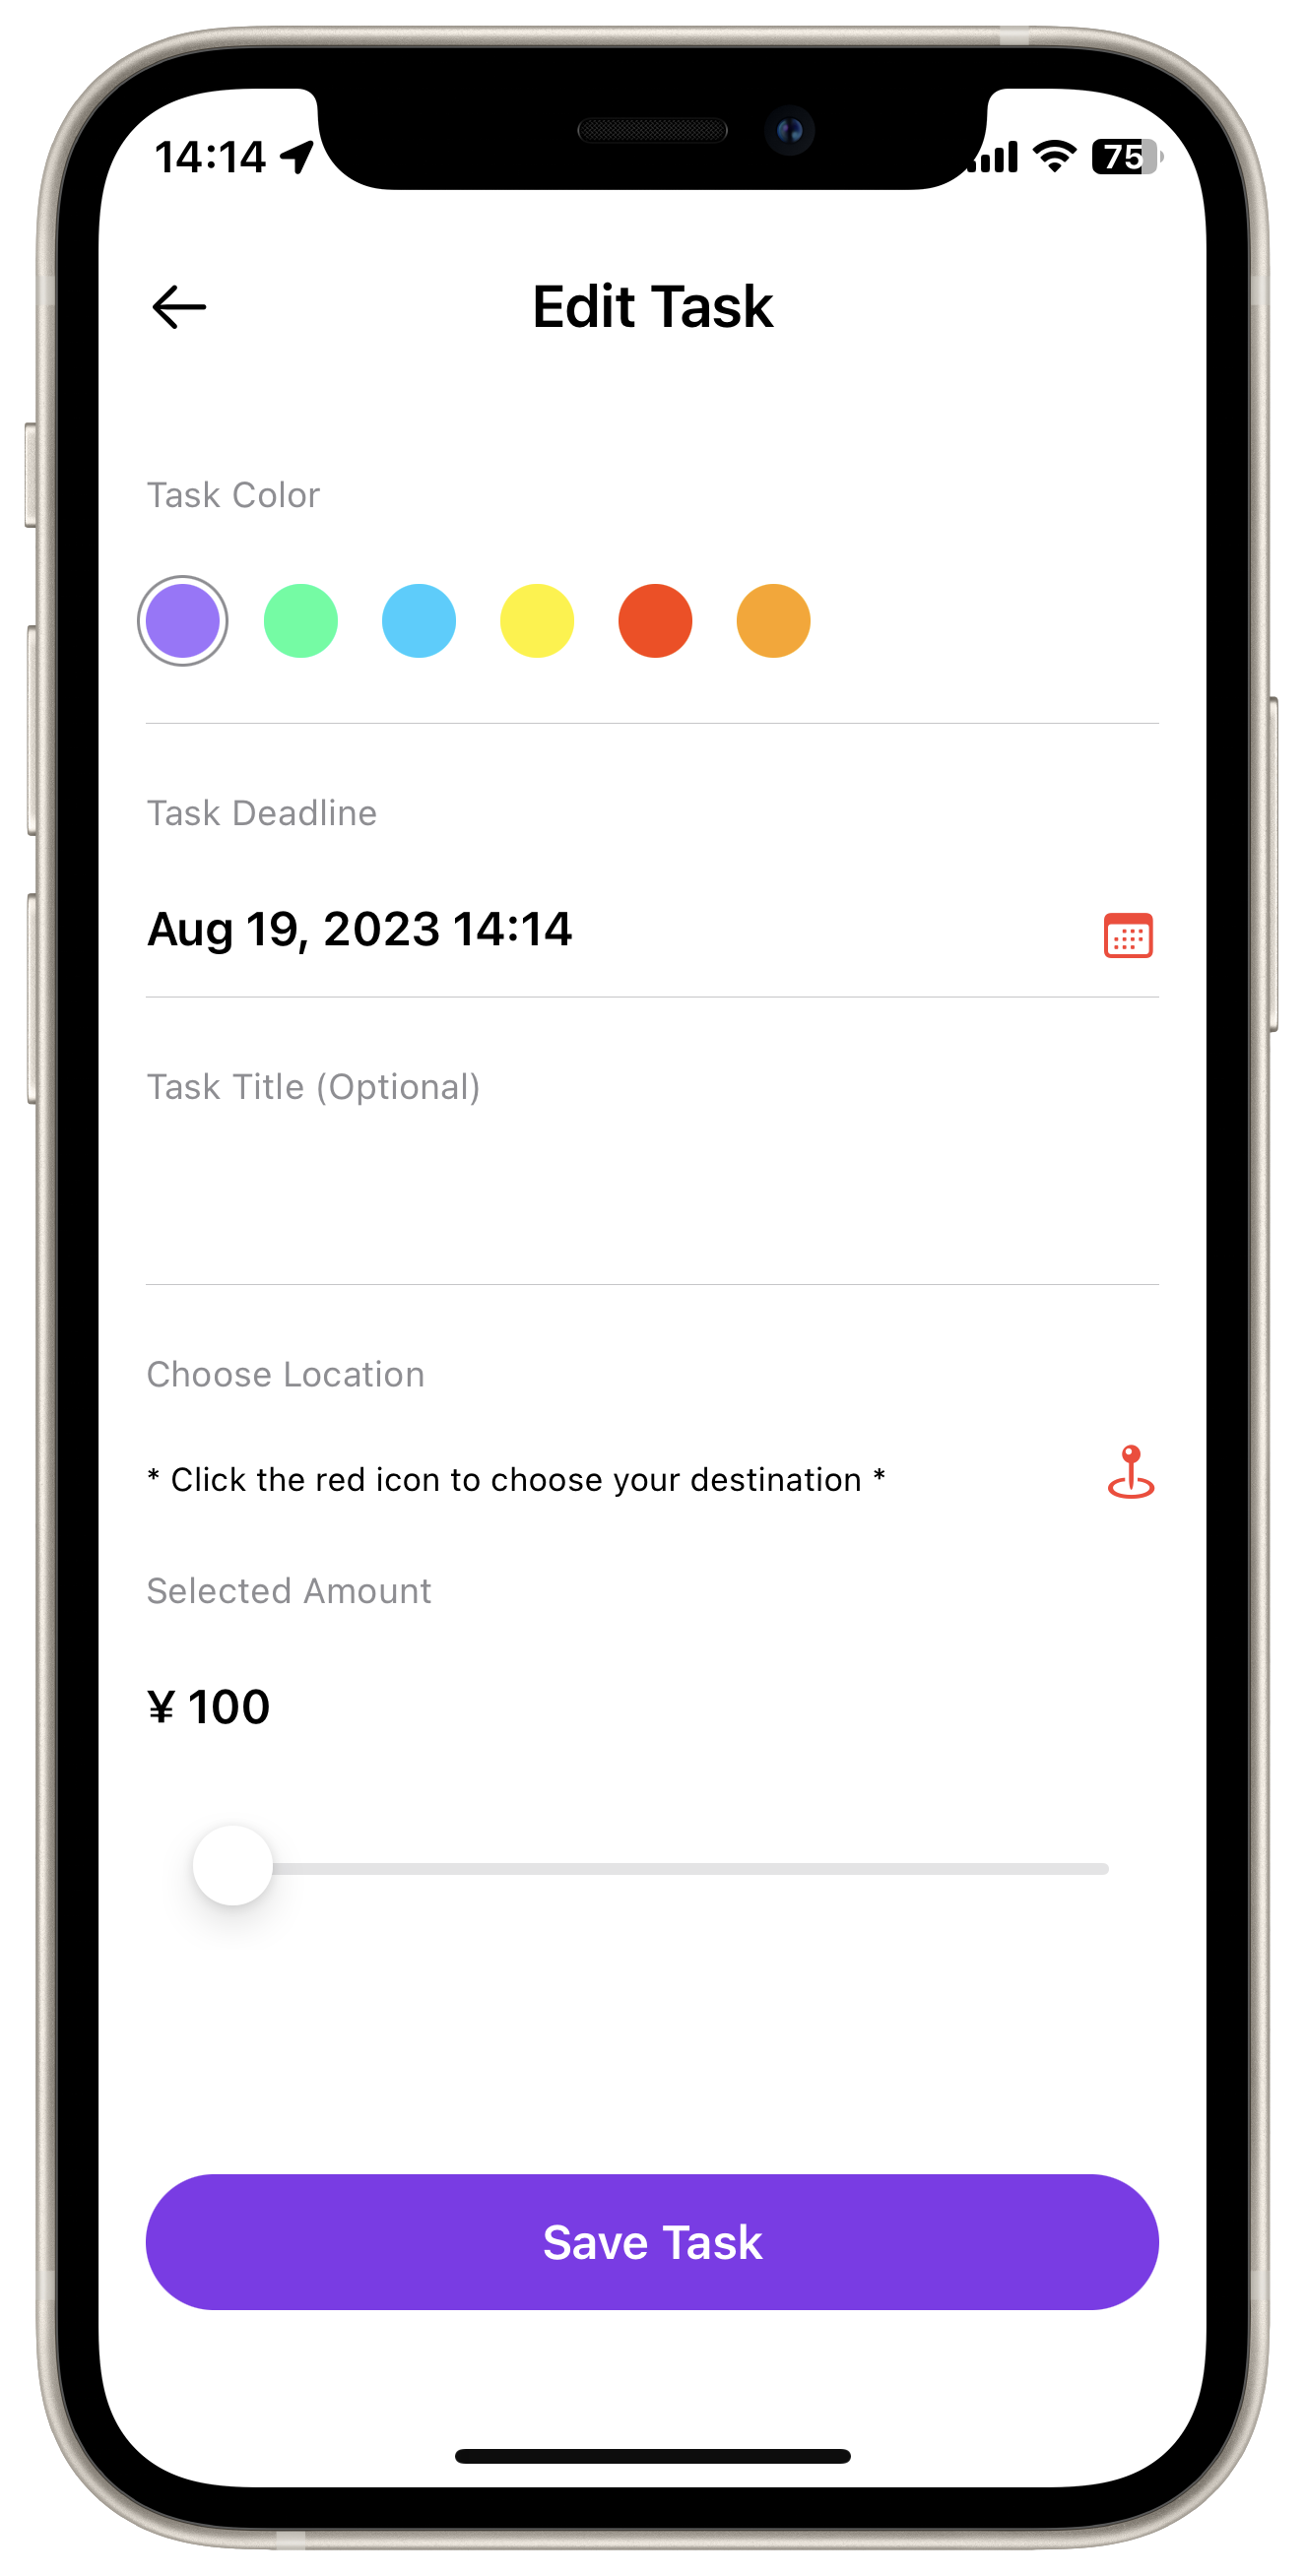 14:14
75
Edit Task
Task Color
Task Deadline
Aug 19, 2023 14:14
Task Title (Optional)
Choose Location
* Click the red icon to choose your destination *
Selected Amount
¥ 100
Save Task